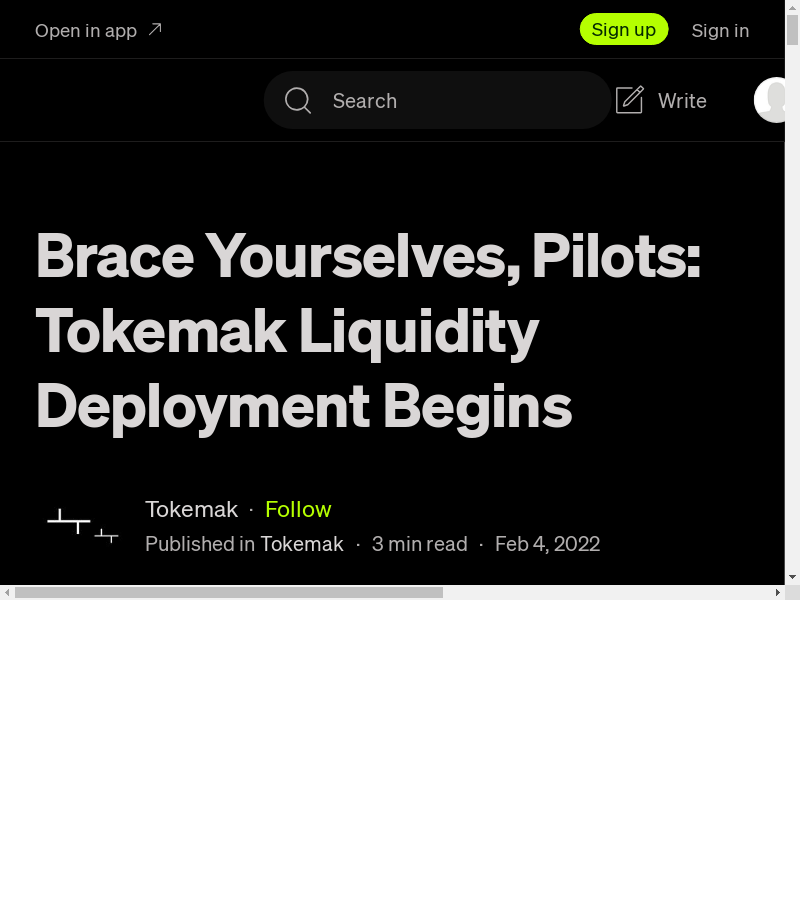 Open in app
Sign up
Sign in
Search
Write
Brace Yourselves, Pilots:
Tokemak Liquidity
Deployment Begins
Tokemak · Follow
Published in Tokemak · 3 min read · Feb 4, 2022